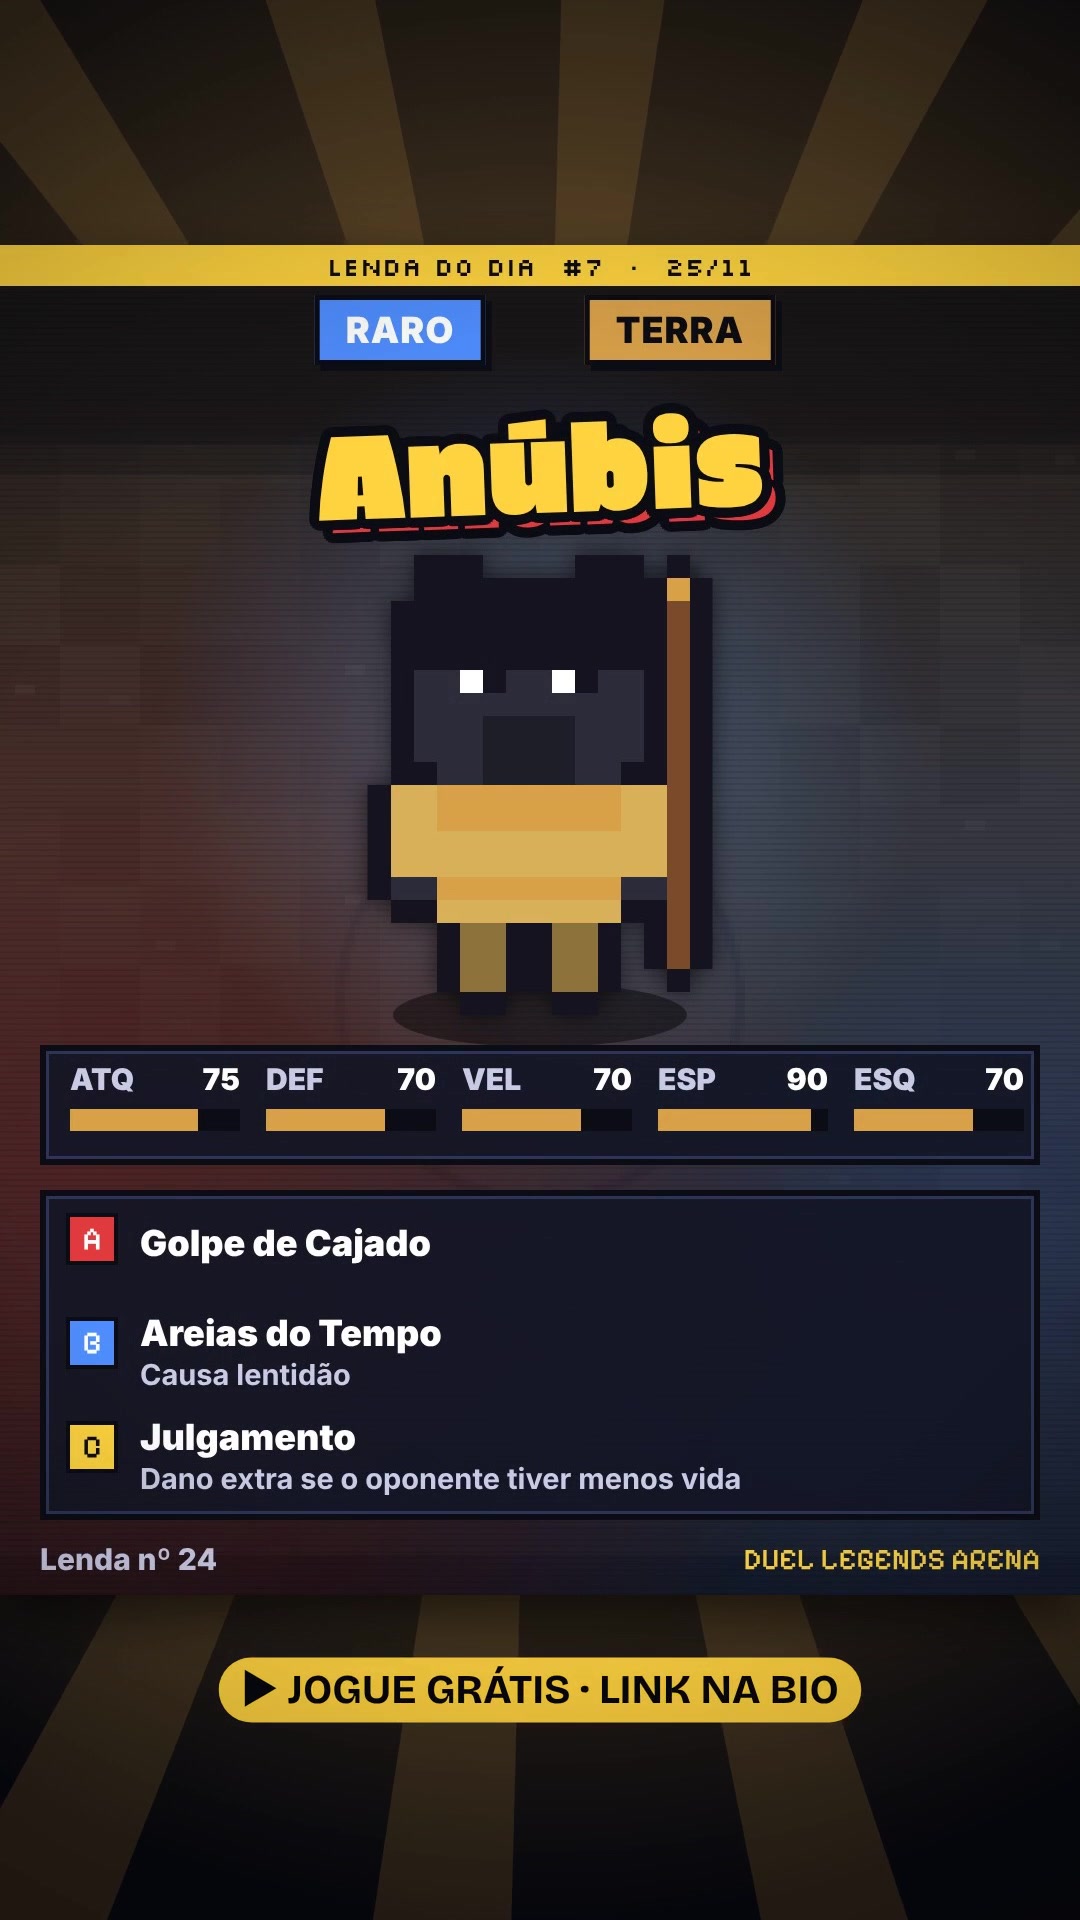 LENDA DO DIA #7 · 25/11
RARO TERRA
Anúbis
ATQ 75 DEF 70 VEL 70 ESP 90 ESQ 70
A Golpe de Cajado
B Areias do Tempo
Causa lentidão
C Julgamento
Dano extra se o oponente tiver menos vida
Lenda nº 24 DUEL LEGENDS ARENA
▶ JOGUE GRÁTIS · LINK NA BIO